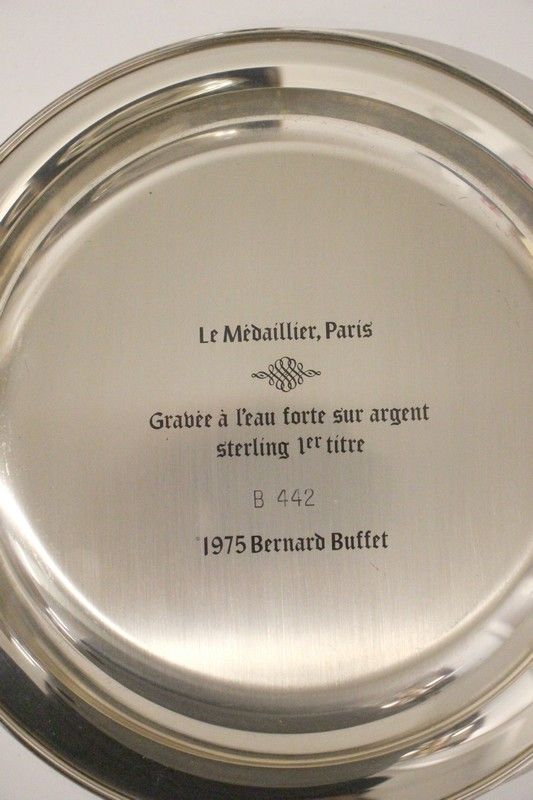 Le Médaillier, Paris
Gravée à l'eau forte sur argent
sterling 1er titre
B 442
1975 Bernard Buffet